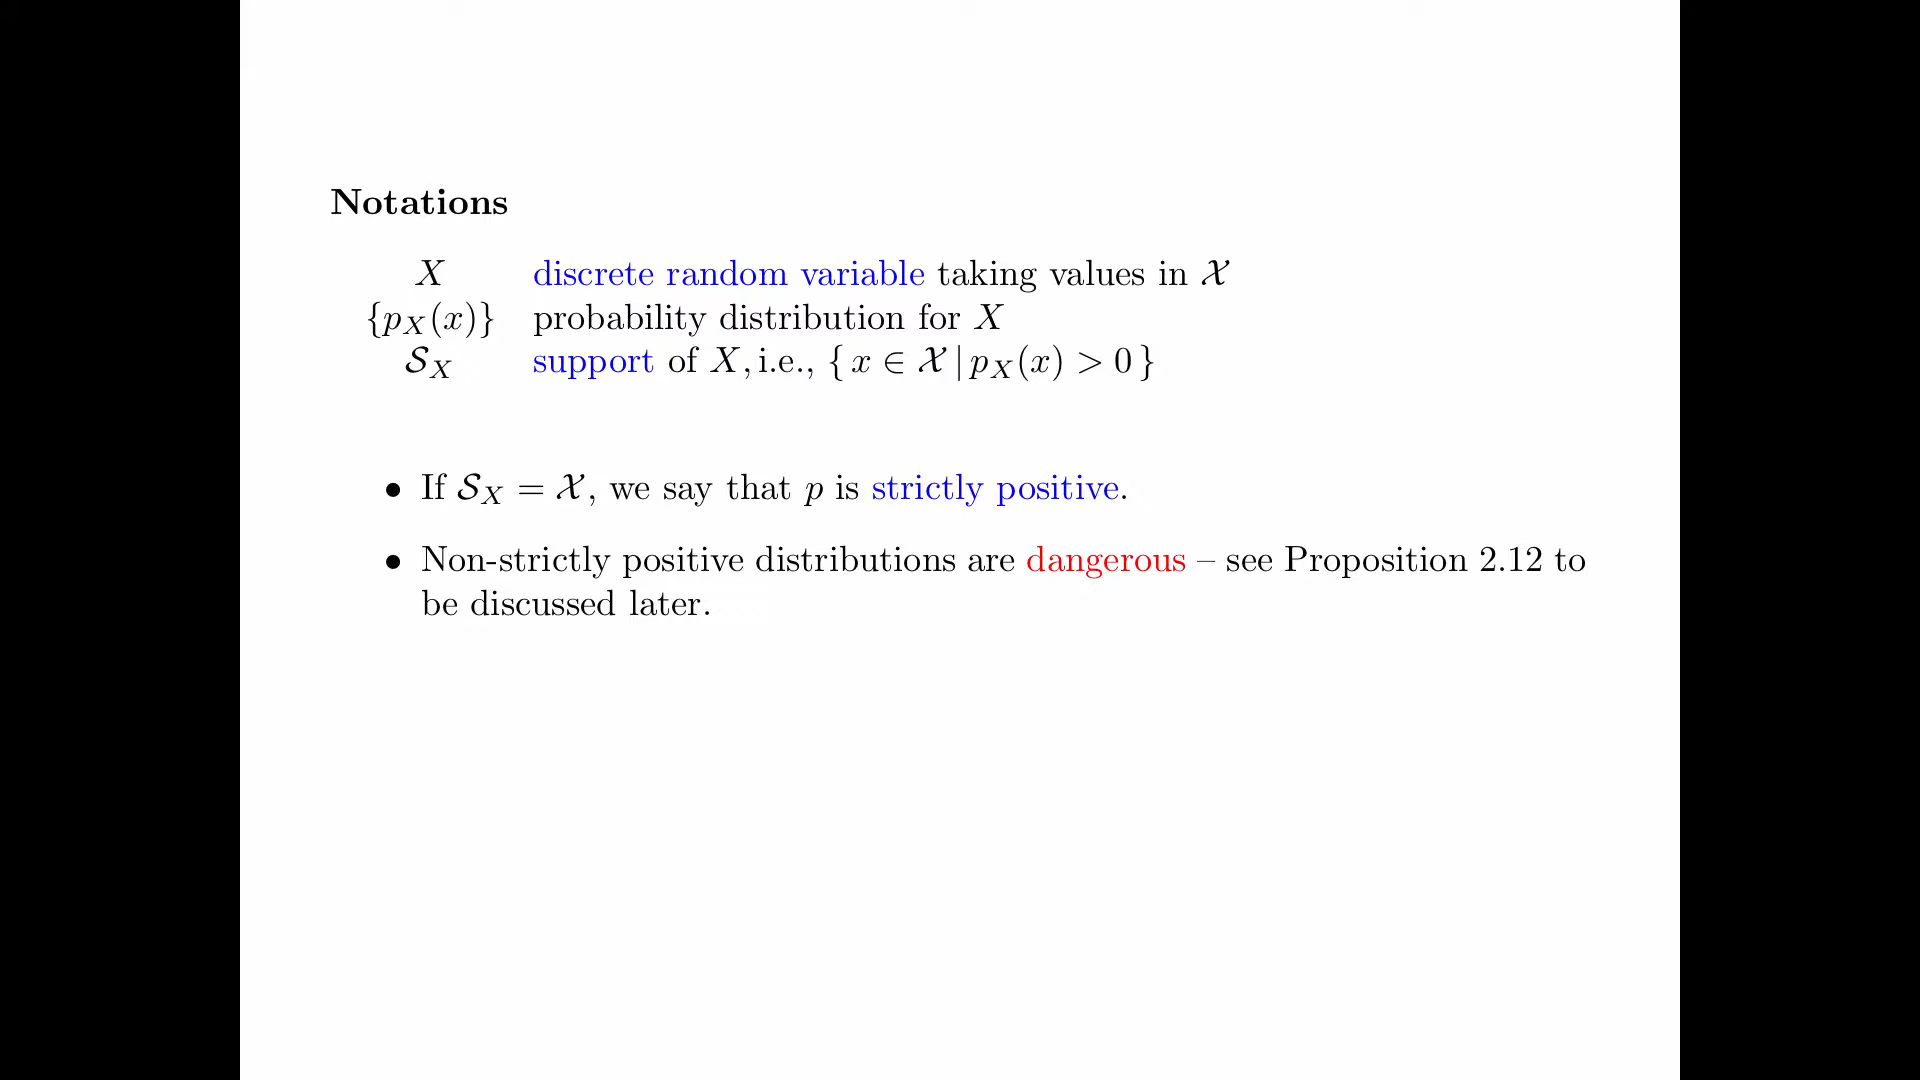 Notations
X discrete random variable taking values in 𝒳
{p_X(x)} probability distribution for X
𝒮_X support of X, i.e., { x ∈ 𝒳 | p_X(x) > 0 }
• If 𝒮_X = 𝒳, we say that p is strictly positive.
• Non-strictly positive distributions are dangerous – see Proposition 2.12 to
be discussed later.